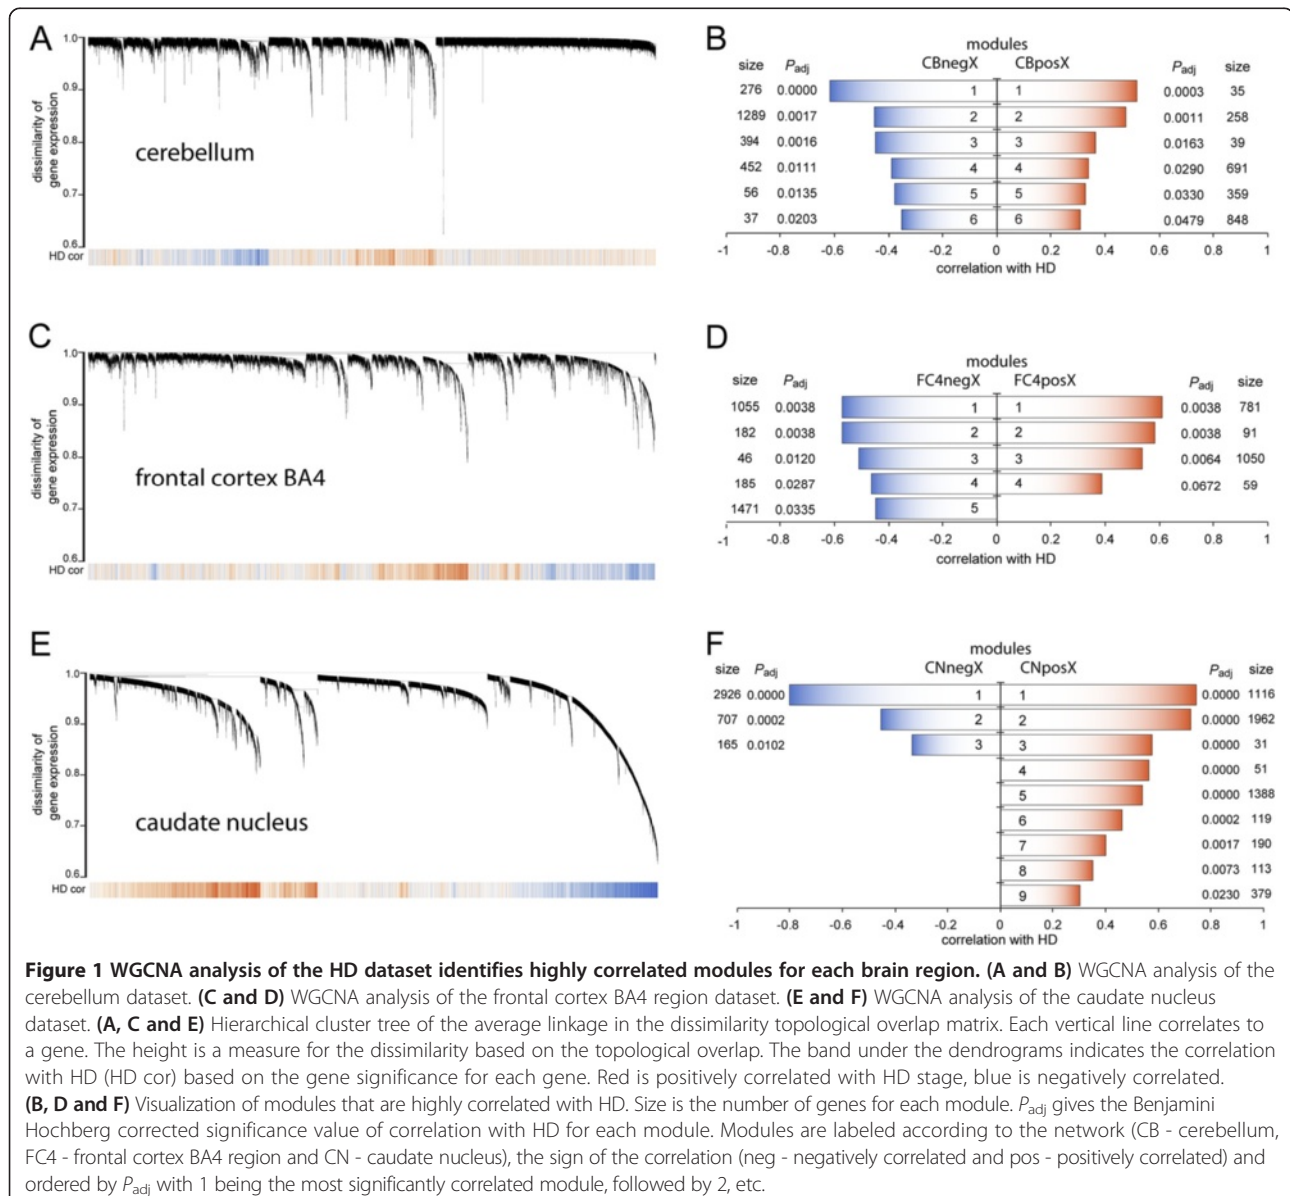 A
1.0
0.9
0.8
0.7
0.6
dissimilarity of
gene expression
cerebellum
HD cor
B
modules
size Padj CBnegX CBposX Padj size
276 0.0000 1 1 0.0003 35
1289 0.0017 2 2 0.0011 258
394 0.0016 3 3 0.0163 39
452 0.0111 4 4 0.0290 691
56 0.0135 5 5 0.0330 359
37 0.0203 6 6 0.0479 848
-1 -0.8 -0.6 -0.4 -0.2 0 0.2 0.4 0.6 0.8 1
correlation with HD
C
1.0
0.9
0.8
0.7
0.6
dissimilarity of
gene expression
frontal cortex BA4
HD cor
D
modules
size Padj FC4negX FC4posX Padj size
1055 0.0038 1 1 0.0038 781
182 0.0038 2 2 0.0038 91
46 0.0120 3 3 0.0064 1050
185 0.0287 4 4 0.0672 59
1471 0.0335 5
-1 -0.8 -0.6 -0.4 -0.2 0 0.2 0.4 0.6 0.8 1
correlation with HD
E
1.0
0.9
0.8
0.7
0.6
dissimilarity of
gene expression
caudate nucleus
HD cor
F
modules
size Padj CNnegX CNposX Padj size
2926 0.0000 1 1 0.0000 1116
707 0.0002 2 2 0.0000 1962
165 0.0102 3 3 0.0000 31
4 0.0000 51
5 0.0000 1388
6 0.0002 119
7 0.0017 190
8 0.0073 113
9 0.0230 379
-1 -0.8 -0.6 -0.4 -0.2 0 0.2 0.4 0.6 0.8 1
correlation with HD
Figure 1 WGCNA analysis of the HD dataset identifies highly correlated modules for each brain region. (A and B) WGCNA analysis of the
cerebellum dataset. (C and D) WGCNA analysis of the frontal cortex BA4 region dataset. (E and F) WGCNA analysis of the caudate nucleus
dataset. (A, C and E) Hierarchical cluster tree of the average linkage in the dissimilarity topological overlap matrix. Each vertical line correlates to
a gene. The height is a measure for the dissimilarity based on the topological overlap. The band under the dendrograms indicates the correlation
with HD (HD cor) based on the gene significance for each gene. Red is positively correlated with HD stage, blue is negatively correlated.
(B, D and F) Visualization of modules that are highly correlated with HD. Size is the number of genes for each module. Padj gives the Benjamini
Hochberg corrected significance value of correlation with HD for each module. Modules are labeled according to the network (CB - cerebellum,
FC4 - frontal cortex BA4 region and CN - caudate nucleus), the sign of the correlation (neg - negatively correlated and pos - positively correlated) and
ordered by Padj with 1 being the most significantly correlated module, followed by 2, etc.